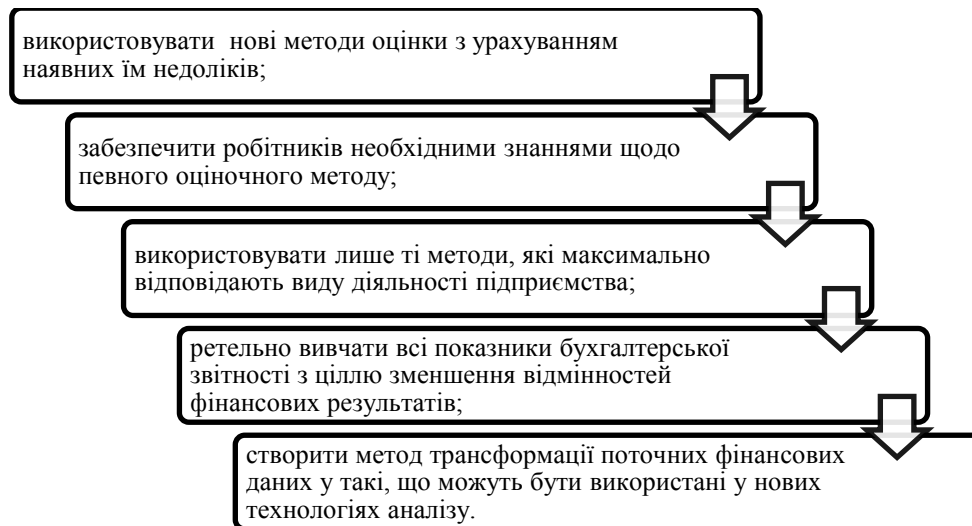 використовувати нові методи оцінки з урахуванням
наявних їм недоліків;
забезпечити робітників необхідними знаннями щодо
певного оціночного методу;
використовувати лише ті методи, які максимально
відповідають виду діяльності підприємства;
ретельно вивчати всі показники бухгалтерської
звітності з ціллю зменшення відмінностей
фінансових результатів;
створити метод трансформації поточних фінансових
даних у такі, що можуть бути використані у нових
технологіях аналізу.